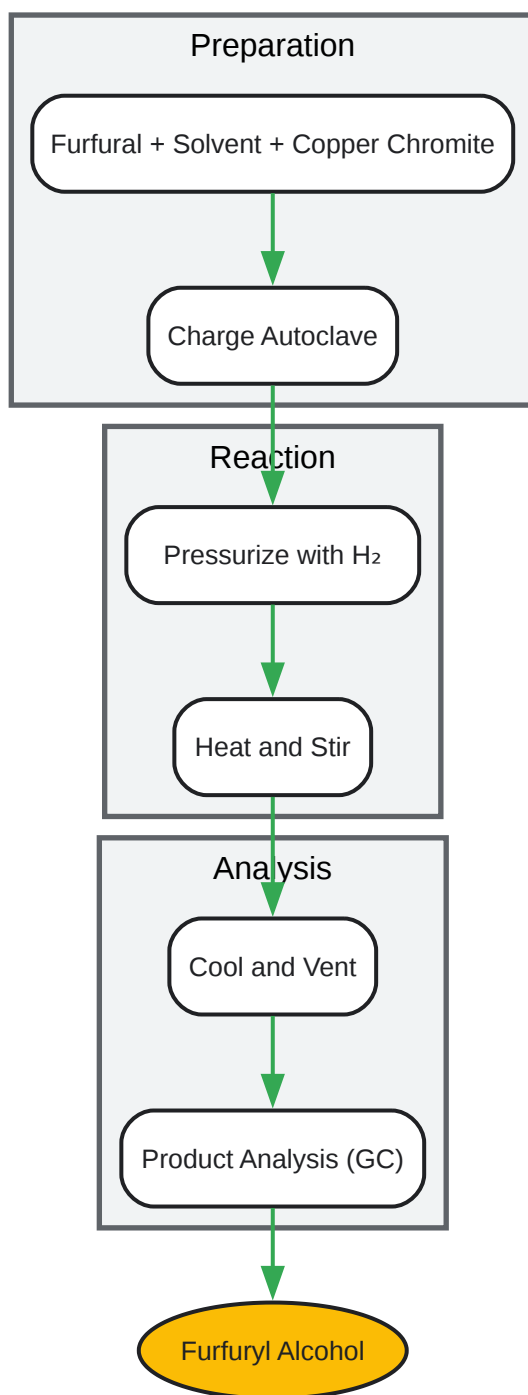 Preparation
Furfural + Solvent + Copper Chromite
Charge Autoclave
Reaction
Pressurize with H₂
Heat and Stir
Analysis
Cool and Vent
Product Analysis (GC)
Furfuryl Alcohol